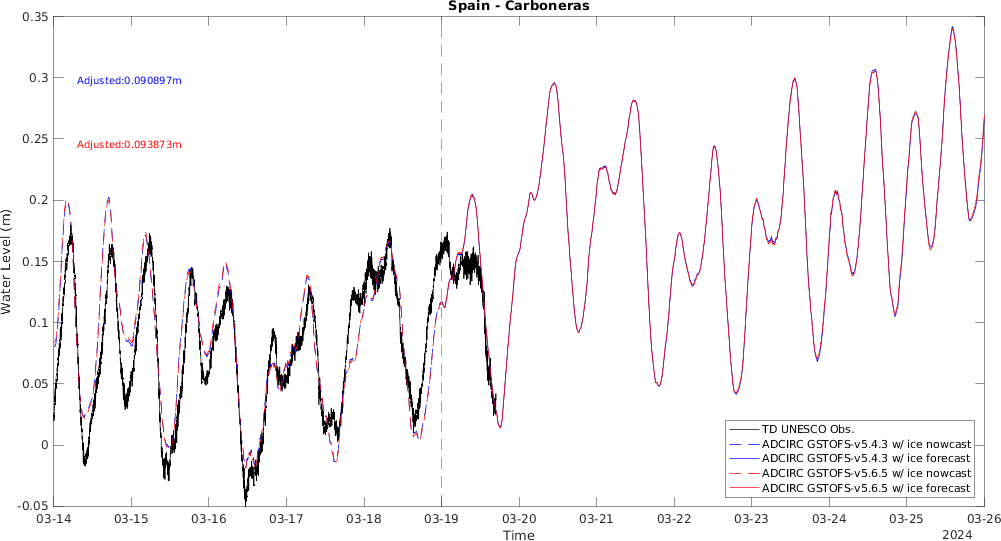 Spain - Carboneras
0.35
0.3
0.25
0.2
0.15
0.1
0.05
0
-0.05
Water Level (m)
Adjusted:0.090897m
Adjusted:0.093873m
TD UNESCO Obs.
ADCIRC GSTOFS-v5.4.3 w/ ice nowcast
ADCIRC GSTOFS-v5.4.3 w/ ice forecast
ADCIRC GSTOFS-v5.6.5 w/ ice nowcast
ADCIRC GSTOFS-v5.6.5 w/ ice forecast
03-14 03-15 03-16 03-17 03-18 03-19 03-20 03-21 03-22 03-23 03-24 03-25 03-26
Time
2024